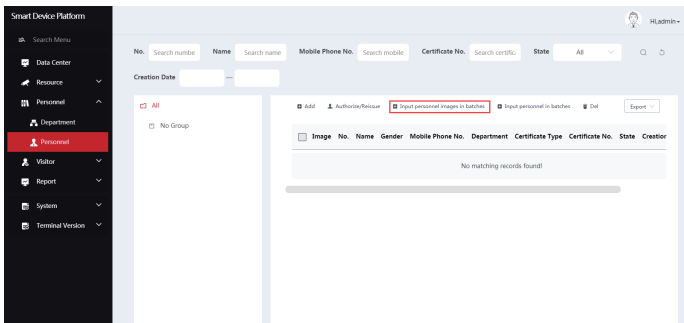 Smart Device Platform
Hi,admin
Search Menu
No. Search numbe Name Search name Mobile Phone No. Search mobile Certificate No. Search certific State All
Creation Date —
Data Center
Resource
Personnel
Department
Personnel
Visitor
Report
System
Terminal Version
All
No Group
Add Authorize/Reissue Input personnel images in batches Input personnel in batches Del Export
Image No. Name Gender Mobile Phone No. Department Certificate Type Certificate No. State Creation
No matching records found!